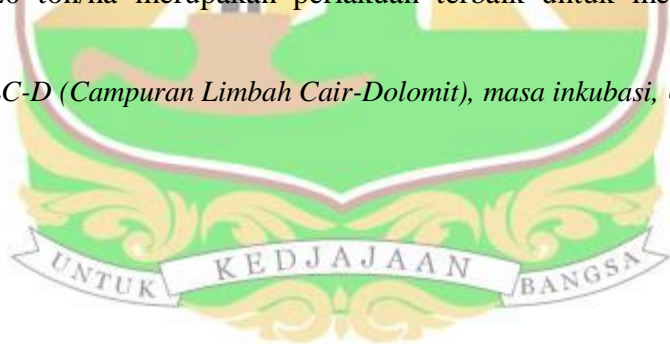 ton/ha merupakan perlakuan terbaik untuk
C-D (Campuran Limbah Cair-Dolomit), masa inkubasi,
UNTUK KEDJAJAAN BANGSA